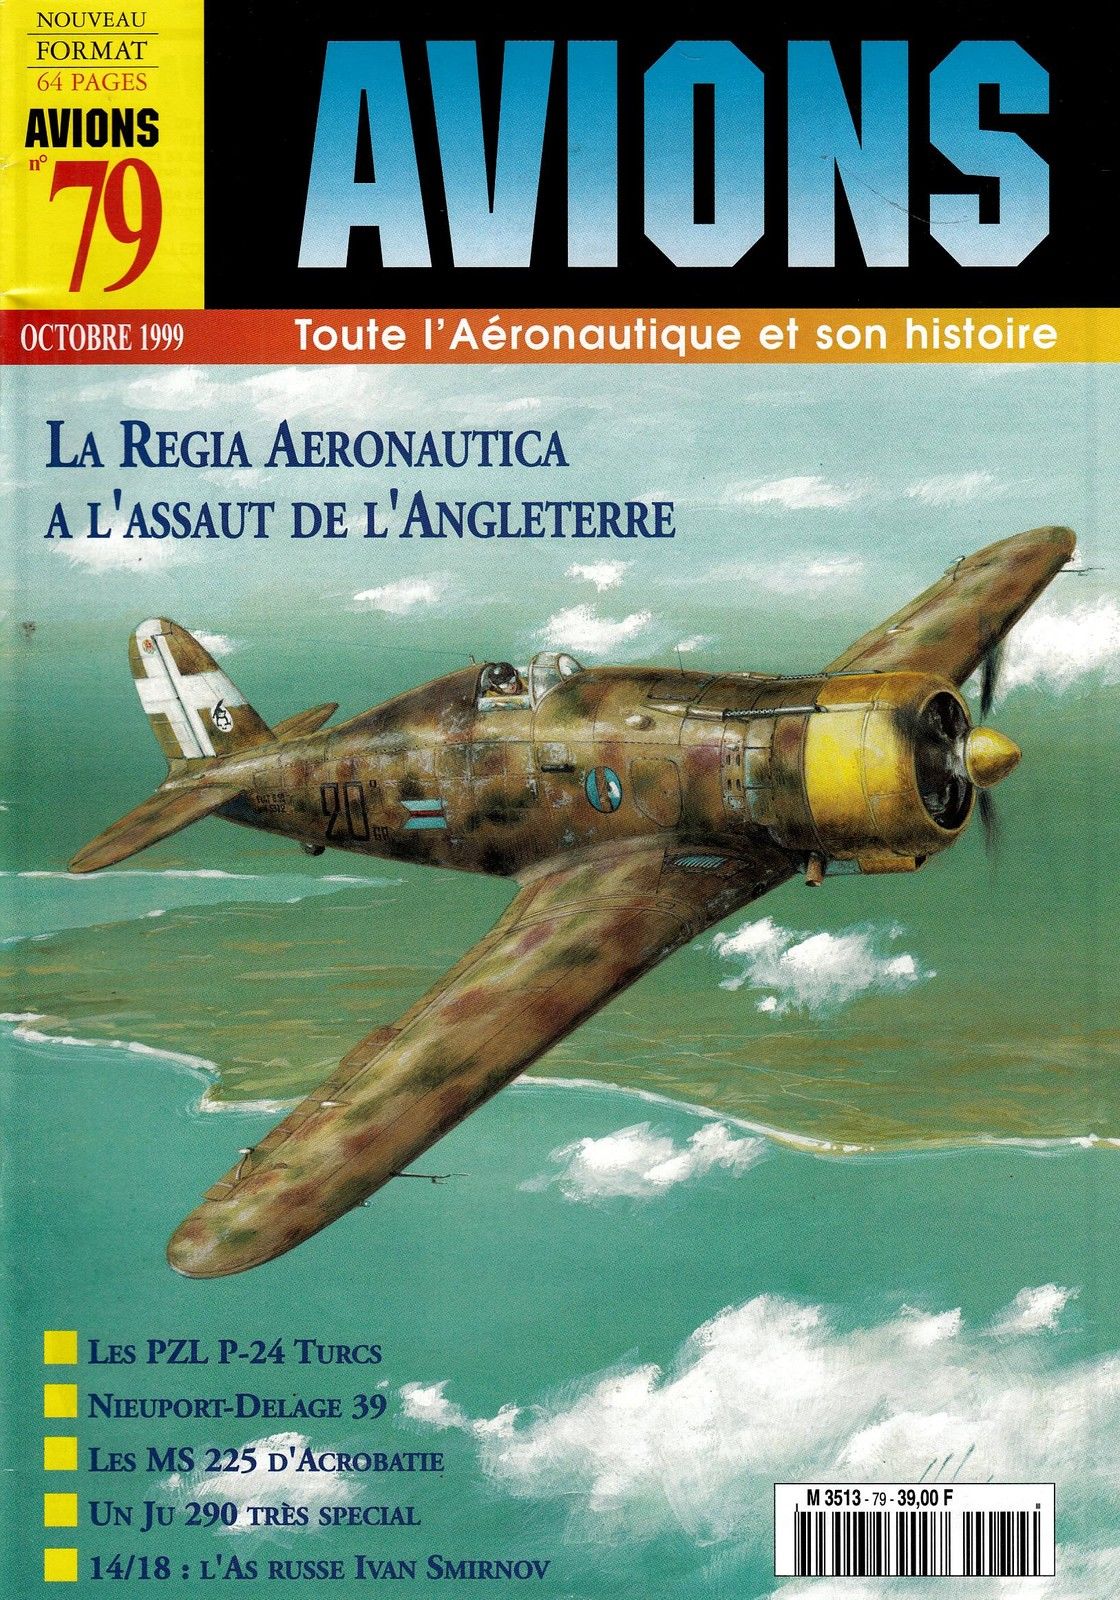 NOUVEAU
FORMAT
64 PAGES
AVIONS
n° 79
AVIONS
OCTOBRE 1999
Toute l'Aéronautique et son histoire
LA REGIA AERONAUTICA
A L'ASSAUT DE L'ANGLETERRE
20°
GR
LES PZL P-24 TURCS
NIEUPORT-DELAGE 39
LES MS 225 D'ACROBATIE
UN JU 290 TRÈS SPECIAL
14/18 : L'AS RUSSE IVAN SMIRNOV
M 3513 - 79 - 39,00 F